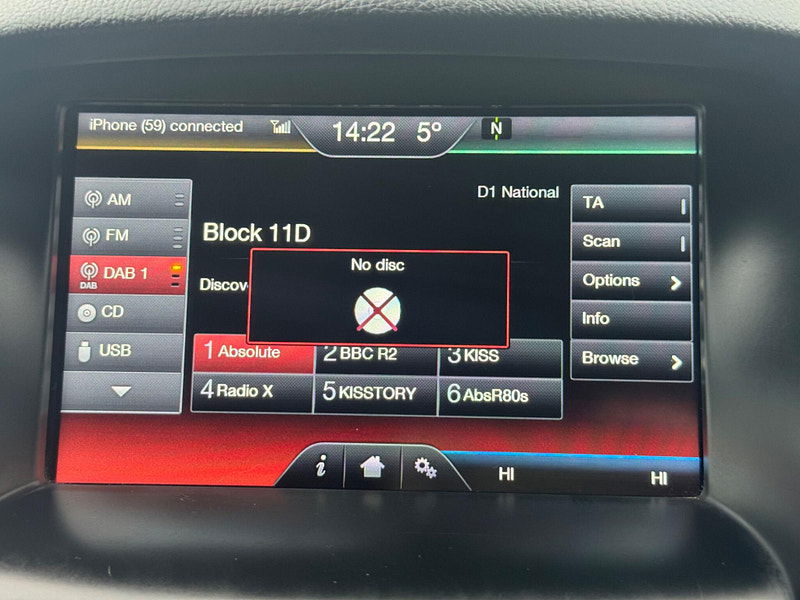 iPhone (59) connected
14:22 5°
N
D1 National
AM
FM
DAB 1
DAB
CD
USB
Block 11D
No disc
Discov
1 Absolute
2 BBC R2
3 KISS
4 Radio X
5 KISSTORY
6 AbsR80s
TA
Scan
Options
Info
Browse
i
HI
HI